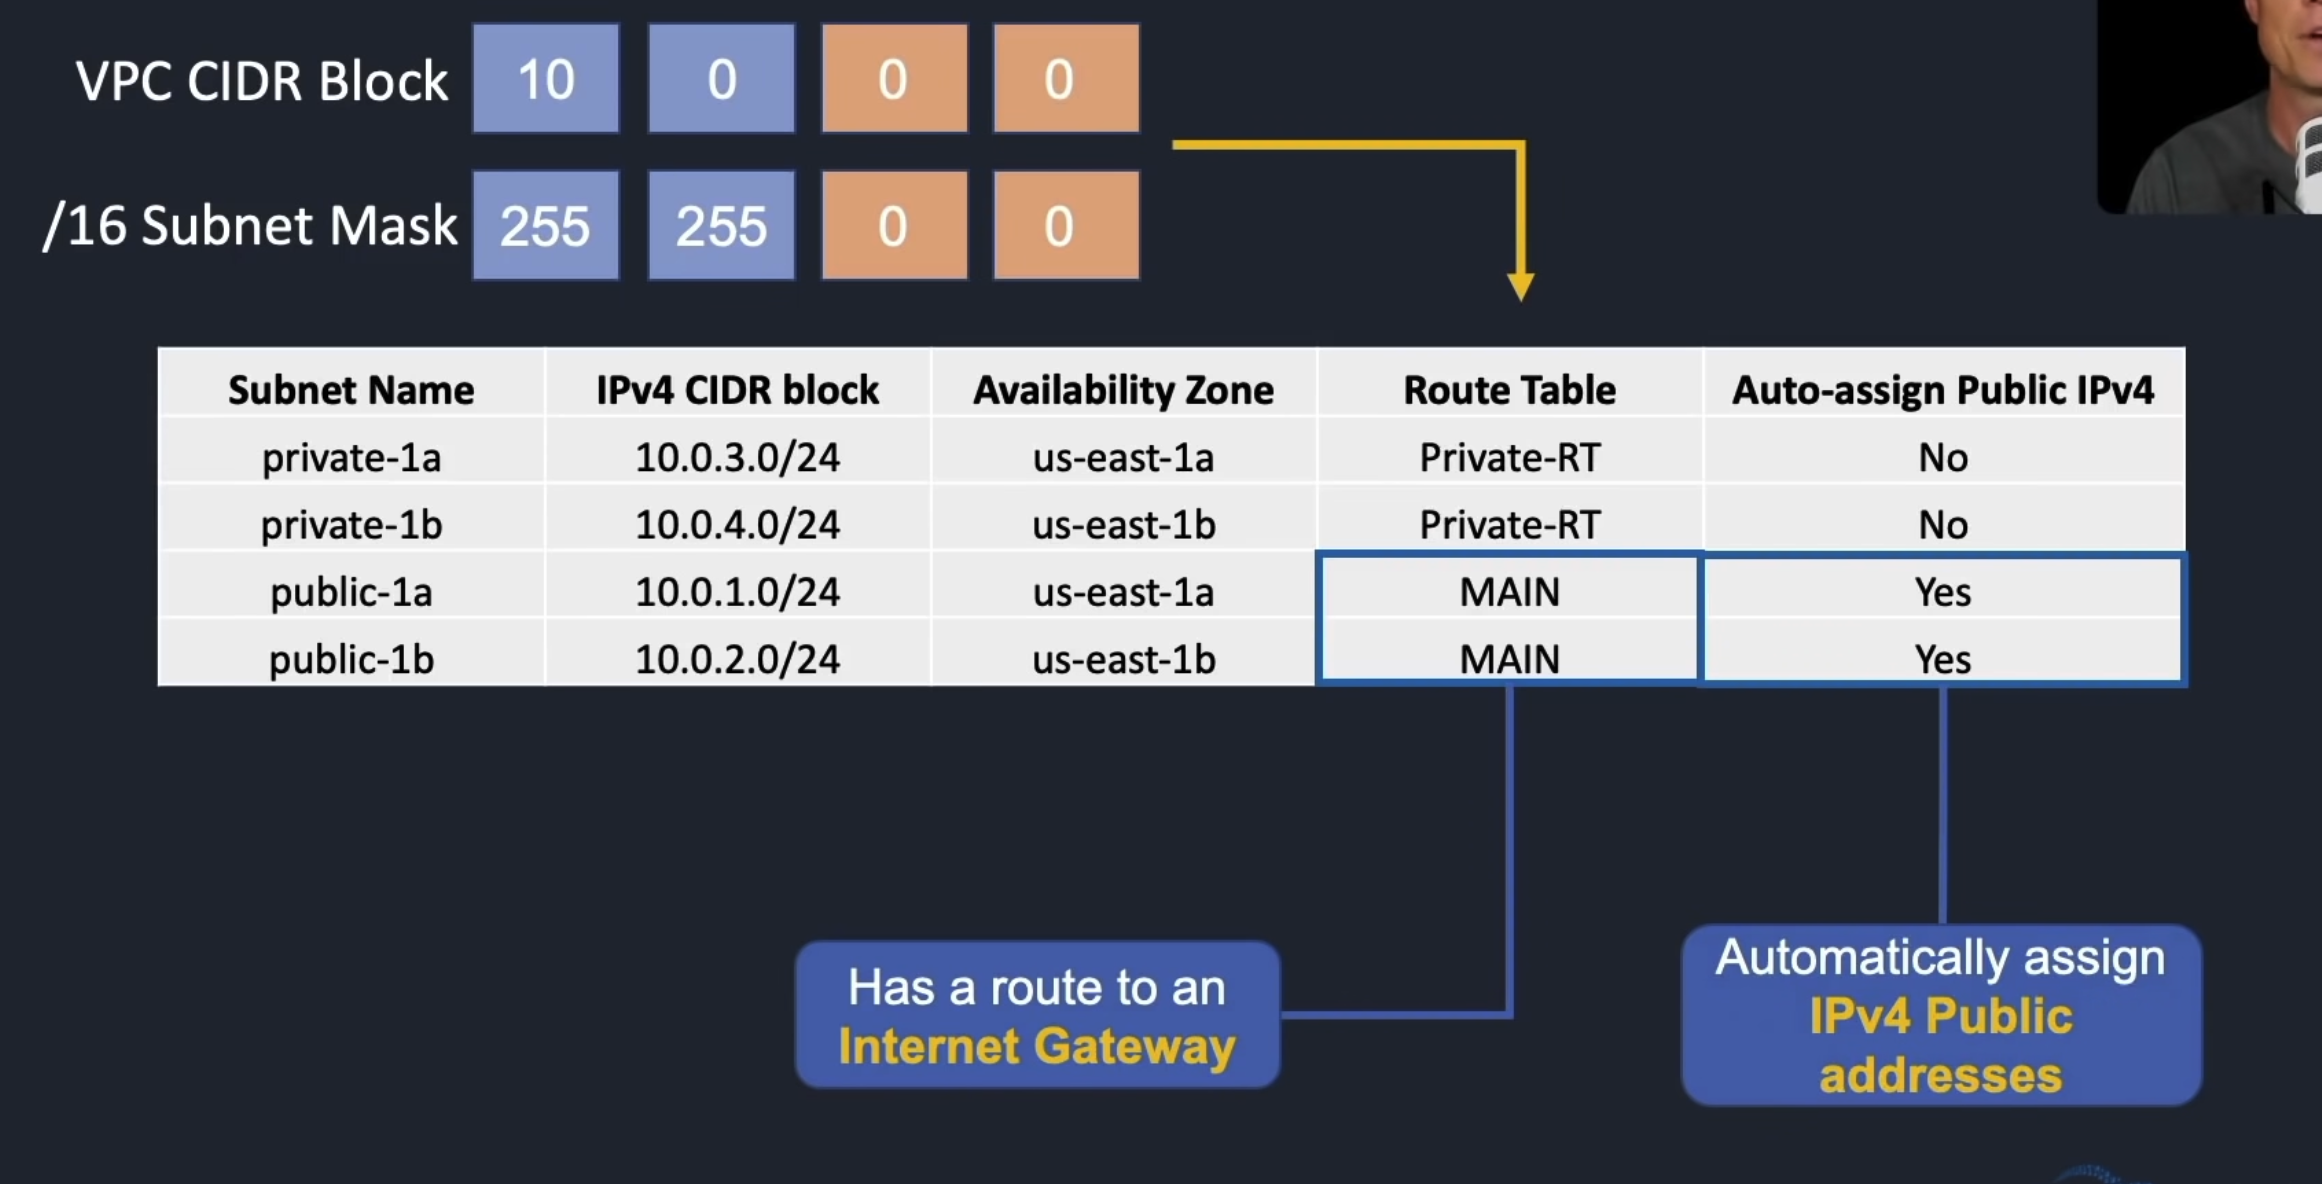 VPC CIDR Block 10 0 0 0
/16 Subnet Mask 255 255 0 0
Subnet Name IPv4 CIDR block Availability Zone Route Table Auto-assign Public IPv4
private-1a 10.0.3.0/24 us-east-1a Private-RT No
private-1b 10.0.4.0/24 us-east-1b Private-RT No
public-1a 10.0.1.0/24 us-east-1a MAIN Yes
public-1b 10.0.2.0/24 us-east-1b MAIN Yes
Has a route to an
Internet Gateway
Automatically assign
IPv4 Public
addresses